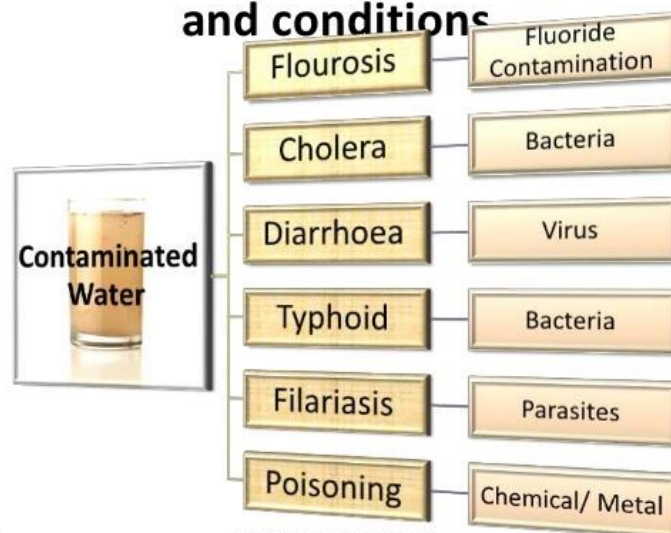 and conditions
Flourosis
Fluoride
Contamination
Cholera
Bacteria
Contaminated
Water
Diarrhoea
Virus
Typhoid
Bacteria
Filariasis
Parasites
Poisoning
Chemical/ Metal